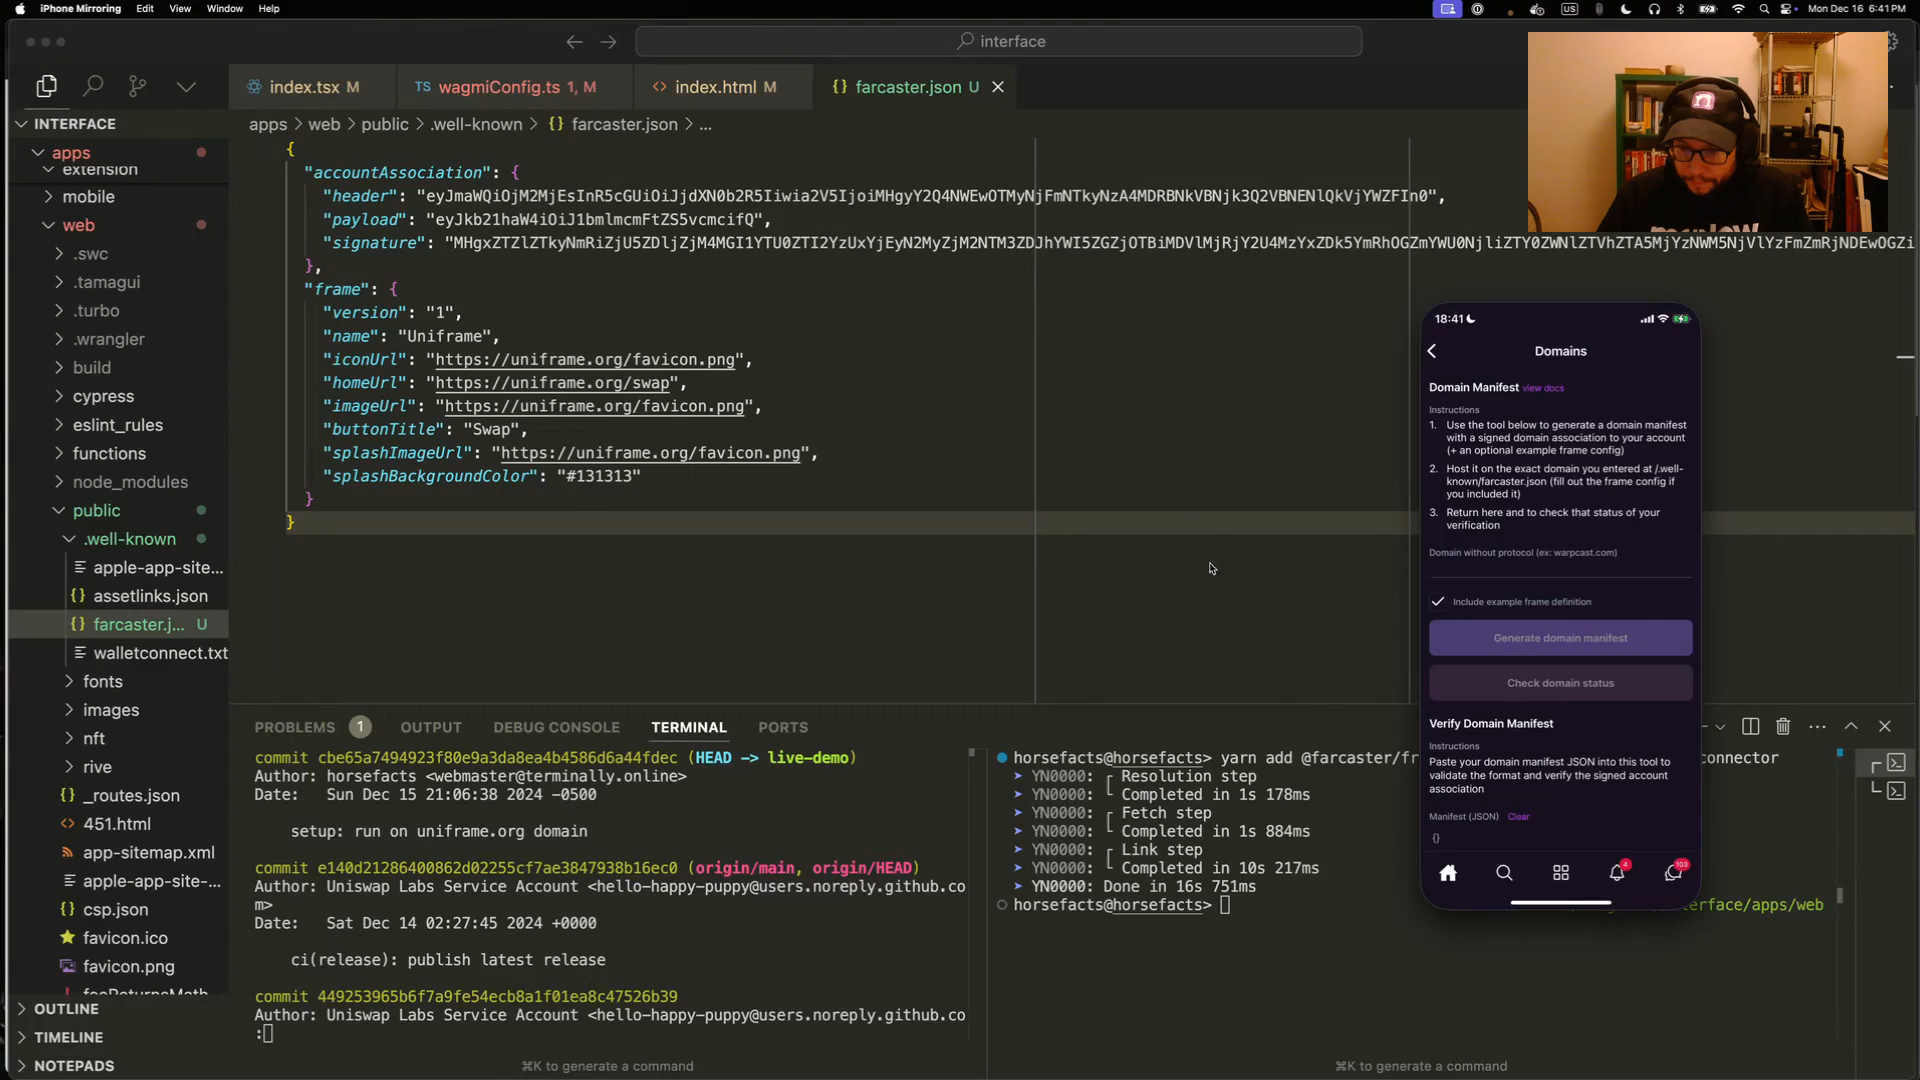 iPhone Mirroring Edit View Window Help
US
Mon Dec 16 6:41 PM
interface
index.tsx M
TS wagmiConfig.ts 1, M
<> index.html M
{} farcaster.json U
INTERFACE
apps > web > public > .well-known > {} farcaster.json > ...
apps
extension
mobile
web
.swc
.tamagui
.turbo
.wrangler
build
cypress
eslint_rules
functions
node_modules
public
.well-known
apple-app-site...
{} assetlinks.json
{} farcaster.j... U
walletconnect.txt
fonts
images
nft
rive
{} _routes.json
<> 451.html
app-sitemap.xml
apple-app-site-...
{} csp.json
favicon.ico
favicon.png
OUTLINE
TIMELINE
NOTEPADS
{
"accountAssociation": {
"header":
"payload": "eyJkb21haW4iOiJ1bmlmcmFtZS5vcmcifQ",
"signature":
},
"frame": {
"version": "1",
"name": "Uniframe",
"iconUrl": "https://uniframe.org/favicon.png",
"homeUrl": "https://uniframe.org/swap",
"imageUrl": "https://uniframe.org/favicon.png",
"buttonTitle": "Swap",
"splashImageUrl": "https://uniframe.org/favicon.png",
"splashBackgroundColor": "#131313"
}
}
18:41
Domains
Domain Manifest view docs
Instructions
1. Use the tool below to generate a domain manifest
with a signed domain association to your account
(+ an optional example frame config)
2. Host it on the exact domain you entered at /.well-
known/farcaster.json (fill out the frame config if
you included it)
3. Return here and to check that status of your
verification
Domain without protocol (ex: warpcast.com)
Include example frame definition
Generate domain manifest
Check domain status
Verify Domain Manifest
Instructions
Paste your domain manifest JSON into this tool to
validate the format and verify the signed account
association
Manifest (JSON) Clear
{}
4
103
PROBLEMS 1 OUTPUT DEBUG CONSOLE TERMINAL PORTS
commit cbe65a7494923f80e9a3da8ea4b4586d6a44fdec (HEAD -> live-demo)
Author: horsefacts <webmaster@terminally.online>
Date: Sun Dec 15 21:06:38 2024 -0500
setup: run on uniframe.org domain
commit e140d21286400862d02255cf7ae3847938b16ec0 (origin/main, origin/HEAD)
Author: Uniswap Labs Service Account <hello-happy-puppy@users.noreply.github.co
m>
Date: Sat Dec 14 02:27:45 2024 +0000
ci(release): publish latest release
commit 449253965b6f7a9fe54ecb8a1f01ea8c47526b39
Author: Uniswap Labs Service Account <hello-happy-puppy@users.noreply.github.co
:
⌘K to generate a command
horsefacts@horsefacts> yarn add @farcaster/fr connector
➤ YN0000: ┌ Resolution step
➤ YN0000: └ Completed in 1s 178ms
➤ YN0000: ┌ Fetch step
➤ YN0000: └ Completed in 1s 884ms
➤ YN0000: ┌ Link step
➤ YN0000: └ Completed in 10s 217ms
➤ YN0000: Done in 16s 751ms
horsefacts@horsefacts> erface/apps/web
⌘K to generate a command